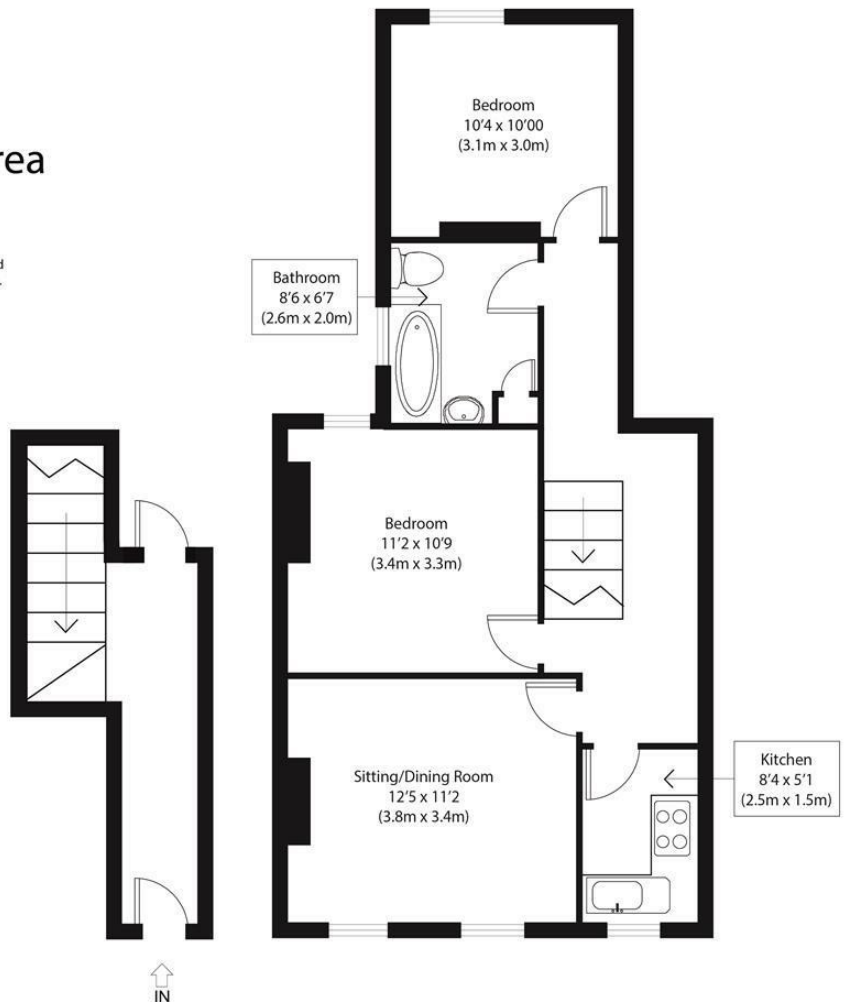 rea
Bedroom
10'4 x 10'00
(3.1m x 3.0m)
Bathroom
8'6 x 6'7
(2.6m x 2.0m)
Bedroom
11'2 x 10'9
(3.4m x 3.3m)
Sitting/Dining Room
12'5 x 11'2
(3.8m x 3.4m)
Kitchen
8'4 x 5'1
(2.5m x 1.5m)
IN